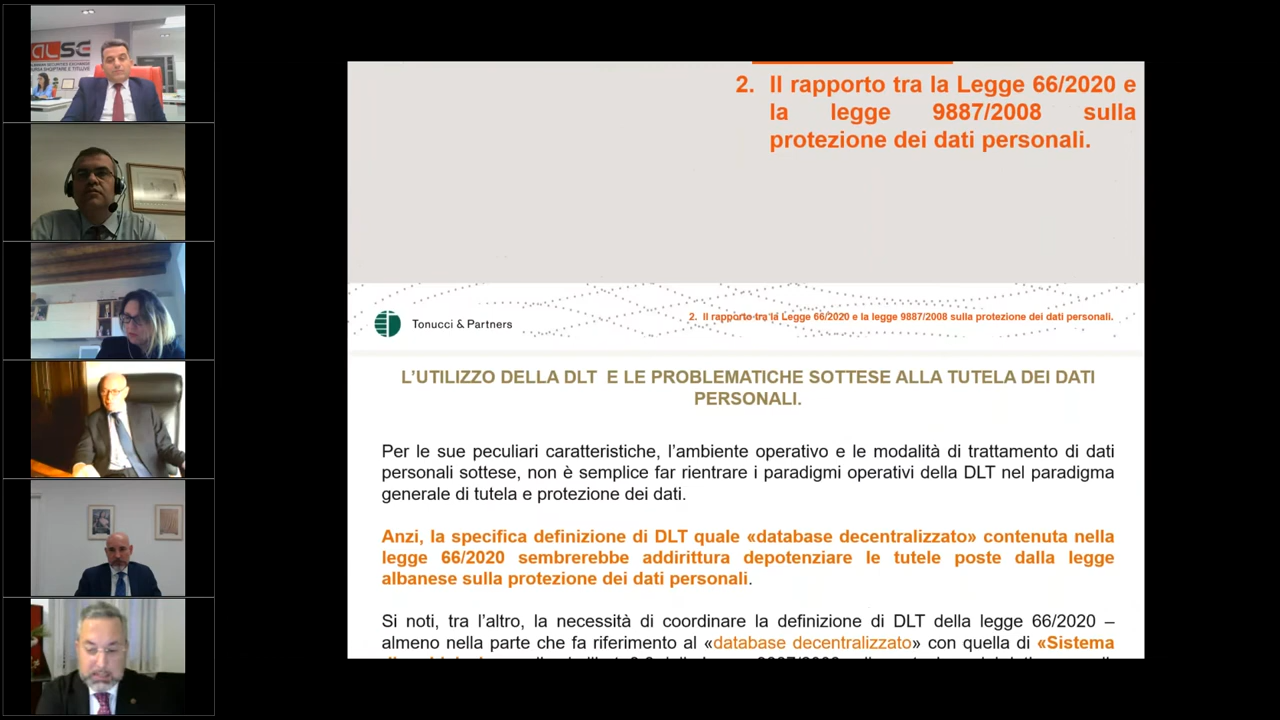 ALSE
2. Il rapporto tra la Legge 66/2020 e
la legge 9887/2008 sulla
protezione dei dati personali.
Tonucci & Partners
2. Il rapporto tra la Legge 66/2020 e la legge 9887/2008 sulla protezione dei dati personali.
L’UTILIZZO DELLA DLT E LE PROBLEMATICHE SOTTESE ALLA TUTELA DEI DATI
PERSONALI.
Per le sue peculiari caratteristiche, l’ambiente operativo e le modalità di trattamento di dati
personali sottese, non è semplice far rientrare i paradigmi operativi della DLT nel paradigma
generale di tutela e protezione dei dati.
Anzi, la specifica definizione di DLT quale «database decentralizzato» contenuta nella
legge 66/2020 sembrerebbe addirittura depotenziare le tutele poste dalla legge
albanese sulla protezione dei dati personali.
Si noti, tra l’altro, la necessità di coordinare la definizione di DLT della legge 66/2020 –
almeno nella parte che fa riferimento al «database decentralizzato» con quella di «Sistema